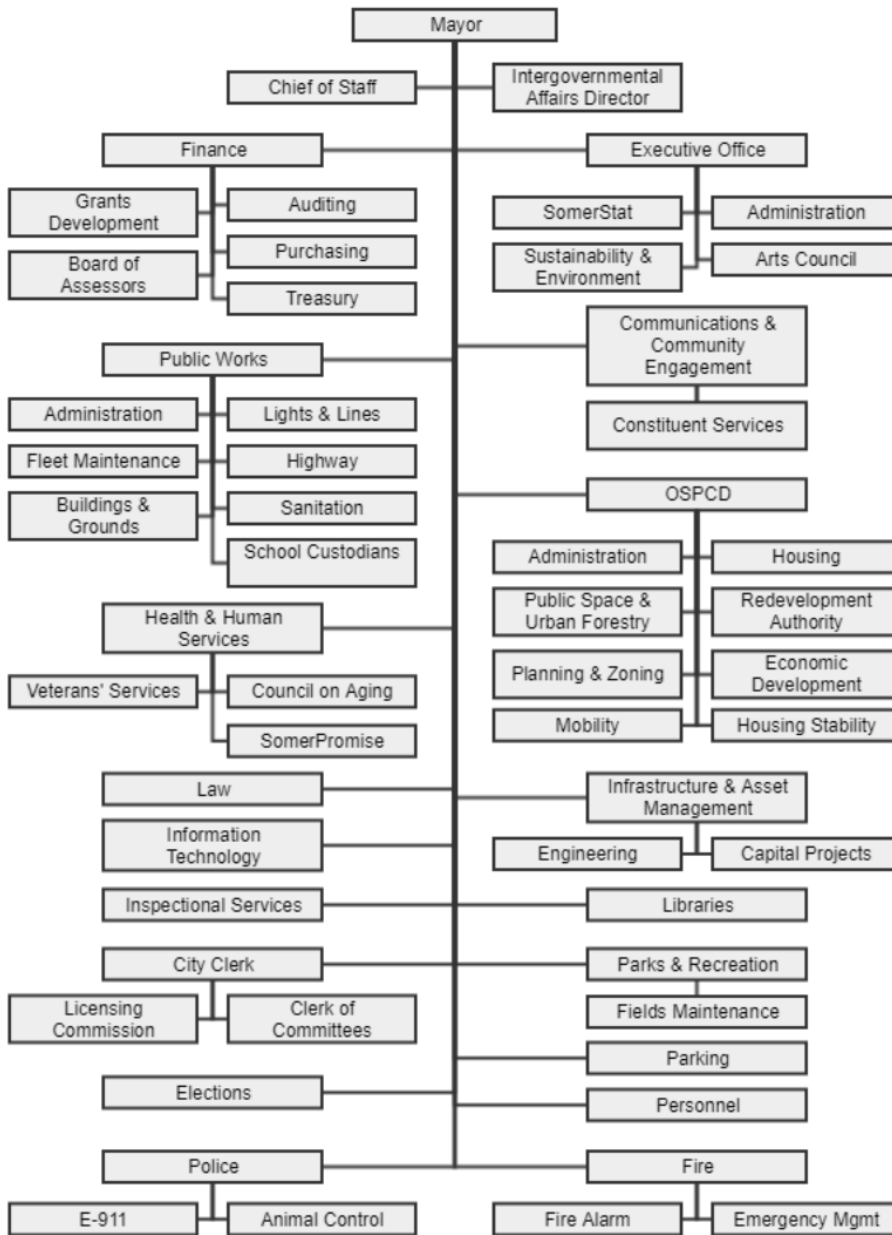 Mayor
Chief of Staff
Intergovernmental
Affairs Director
Finance
Executive Office
Grants
Development
Auditing
SomerStat
Administration
Board of
Assessors
Purchasing
Sustainability &
Environment
Arts Council
Treasury
Communications &
Community
Engagement
Public Works
Administration
Lights & Lines
Constituent Services
Fleet Maintenance
Highway
Buildings &
Grounds
Sanitation
OSPCD
School Custodians
Administration
Housing
Health & Human
Services
Public Space &
Urban Forestry
Redevelopment
Authority
Veterans' Services
Council on Aging
Planning & Zoning
Economic
Development
SomerPromise
Mobility
Housing Stability
Law
Infrastructure & Asset
Management
Information
Technology
Engineering
Capital Projects
Inspectional Services
Libraries
City Clerk
Parks & Recreation
Licensing
Commission
Clerk of
Committees
Fields Maintenance
Parking
Elections
Personnel
Police
Fire
E-911
Animal Control
Fire Alarm
Emergency Mgmt